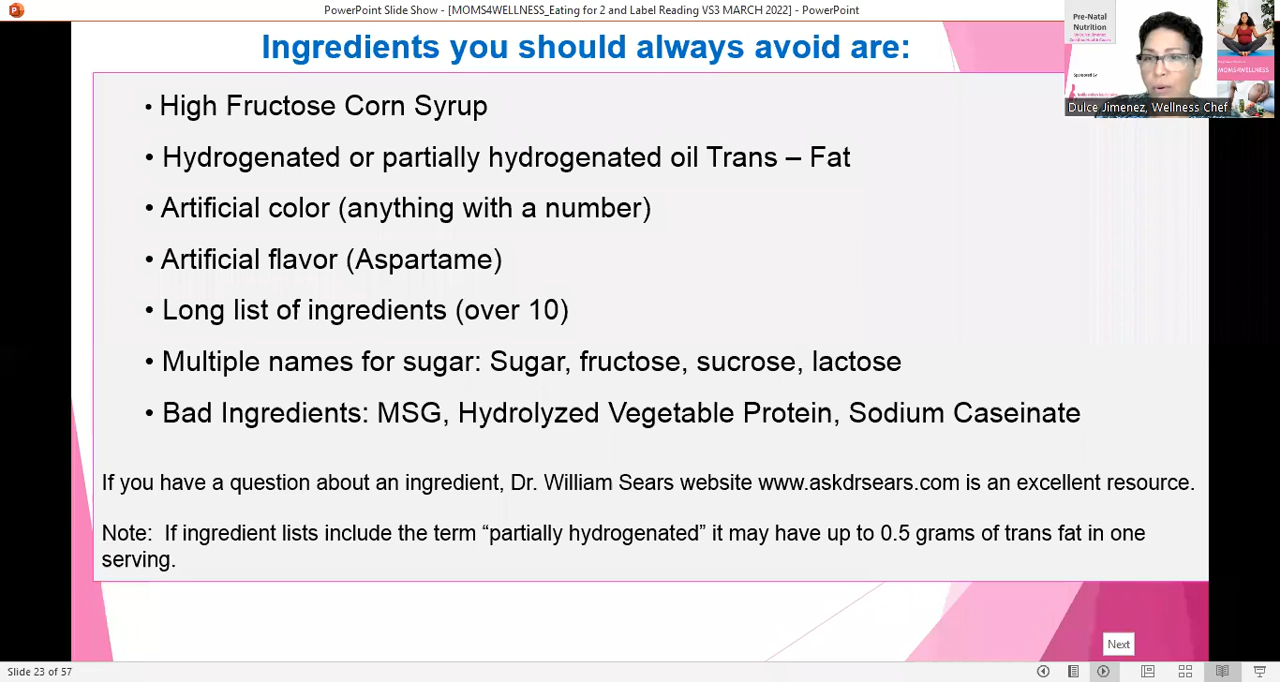 PowerPoint Slide Show - [MOMS4WELLNESS_Eating for 2 and Label Reading VS3 MARCH 2022] - PowerPoint
Ingredients you should always avoid are:
• High Fructose Corn Syrup
• Hydrogenated or partially hydrogenated oil Trans – Fat
• Artificial color (anything with a number)
• Artificial flavor (Aspartame)
• Long list of ingredients (over 10)
• Multiple names for sugar: Sugar, fructose, sucrose, lactose
• Bad Ingredients: MSG, Hydrolyzed Vegetable Protein, Sodium Caseinate
If you have a question about an ingredient, Dr. William Sears website www.askdrsears.com is an excellent resource.
Note: If ingredient lists include the term “partially hydrogenated” it may have up to 0.5 grams of trans fat in one
serving.
Pre-Natal
Nutrition
MOMS4WELLNESS
Dulce Jimenez, Wellness Chef
Next
Slide 23 of 57